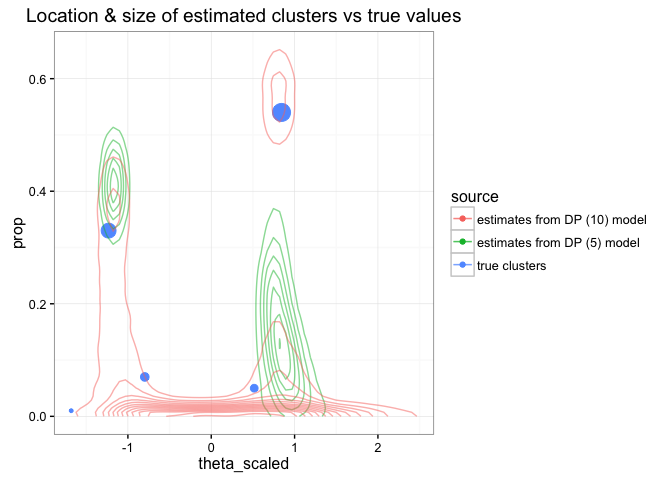 Location & size of estimated clusters vs true values
0.6
0.4
0.2
0.0
prop
-1
0
1
2
theta_scaled
source
estimates from DP (10) model
estimates from DP (5) model
true clusters